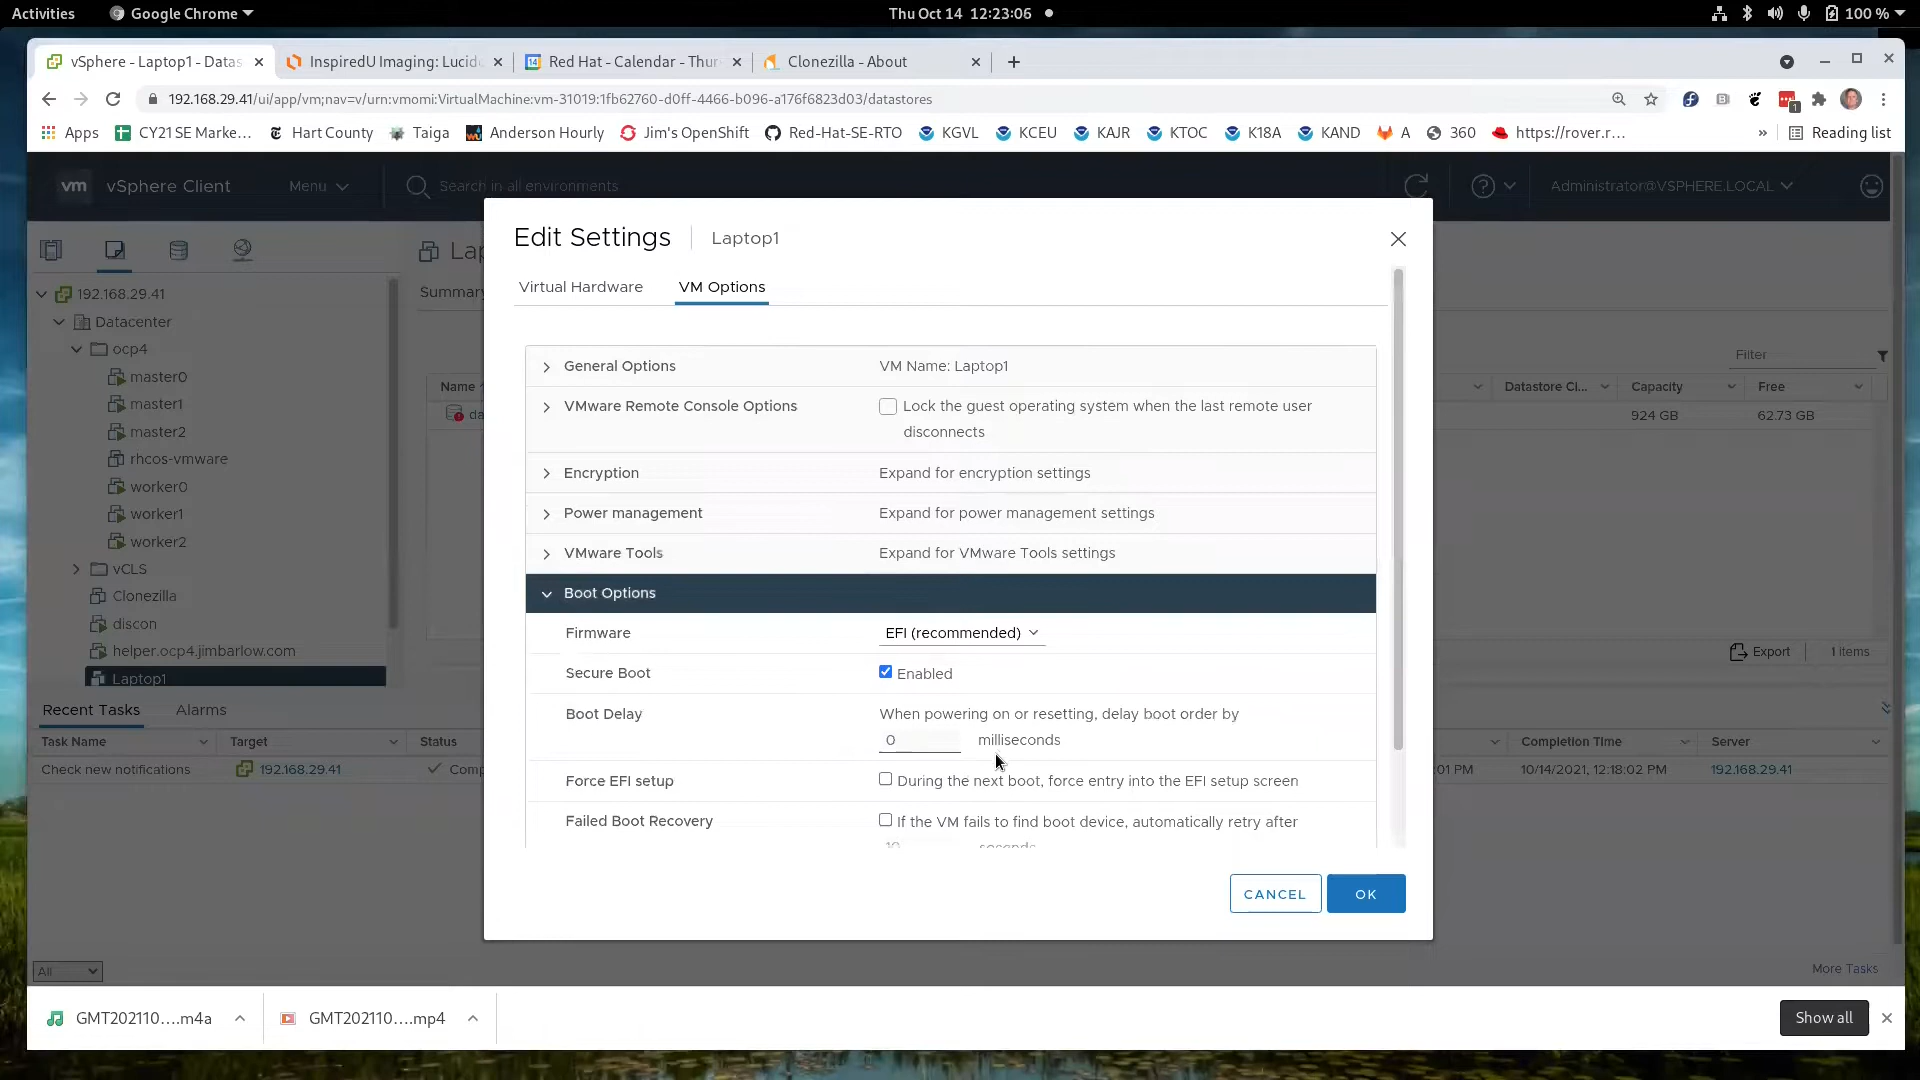 Activities
Google Chrome
Thu Oct 14 12:23:06
100 %
vSphere - Laptop1 - Datas
InspiredU Imaging: Lucid
Red Hat - Calendar - Thur
Clonezilla - About
192.168.29.41/ui/app/vm;nav=v/urn:vmomi:VirtualMachine:vm-31019:1fb62760-d0ff-4466-b096-a176f6823d03/datastores
1
Apps
CY21 SE Marke...
Hart County
Taiga
Anderson Hourly
Jim's OpenShift
Red-Hat-SE-RTO
KGVL
KCEU
KAJR
KTOC
K18A
KAND
A
360
https://rover.r...
»
Reading list
vm
vSphere Client
Menu
Search in all environments
Administrator@VSPHERE.LOCAL
Edit Settings
Laptop1
Virtual Hardware
VM Options
General Options
VM Name: Laptop1
VMware Remote Console Options
Lock the guest operating system when the last remote user
disconnects
Encryption
Expand for encryption settings
Power management
Expand for power management settings
VMware Tools
Expand for VMware Tools settings
Boot Options
Firmware
EFI (recommended)
Secure Boot
Enabled
Boot Delay
When powering on or resetting, delay boot order by
0 milliseconds
Force EFI setup
During the next boot, force entry into the EFI setup screen
Failed Boot Recovery
If the VM fails to find boot device, automatically retry after
10 seconds
CANCEL
OK
192.168.29.41
Datacenter
ocp4
master0
master1
master2
rhcos-vmware
worker0
worker1
worker2
vCLS
Clonezilla
discon
helper.ocp4.jimbarlow.com
Laptop1
Lap
Summary
Name
da
Filter
Datastore Cl...
Capacity
Free
924 GB
62.73 GB
Export
1 items
Recent Tasks
Alarms
Task Name
Target
Status
Completion Time
Server
Check new notifications
192.168.29.41
Comp
:01 PM
10/14/2021, 12:18:02 PM
192.168.29.41
All
More Tasks
GMT202110....m4a
GMT202110....mp4
Show all